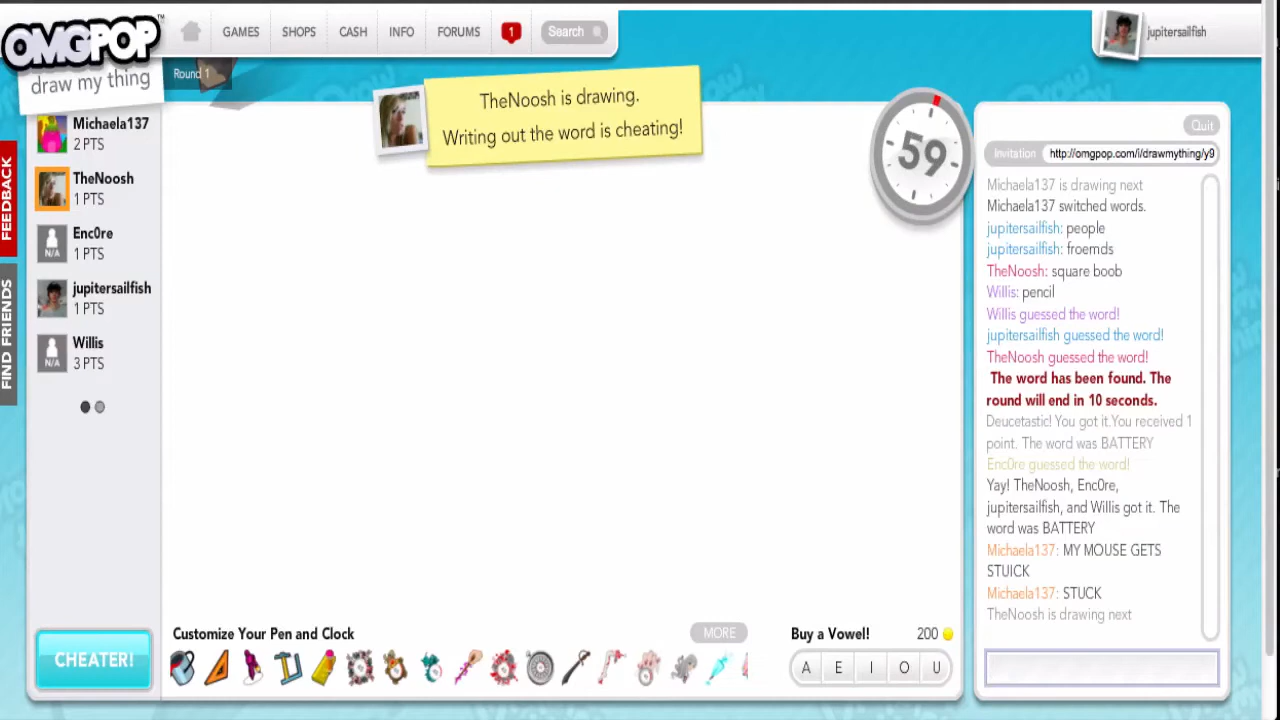 OMGPOP™
draw my thing
GAMES
SHOPS
CASH
INFO
FORUMS
1
Search
jupitersailfish
Round 1
TheNoosh is drawing.
Writing out the word is cheating!
59
FEEDBACK
FIND FRIENDS
Michaela137
2 PTS
TheNoosh
1 PTS
N/A
Enc0re
1 PTS
jupitersailfish
1 PTS
N/A
Willis
3 PTS
CHEATER!
Customize Your Pen and Clock
MORE
Buy a Vowel!
200
A E I O U
Quit
Invitation http://omgpop.com/i/drawmything/y9
Michaela137 is drawing next
Michaela137 switched words.
jupitersailfish: people
jupitersailfish: froemds
TheNoosh: square boob
Willis: pencil
Willis guessed the word!
jupitersailfish guessed the word!
TheNoosh guessed the word!
The word has been found. The
round will end in 10 seconds.
Deucetastic! You got it.You received 1
point. The word was BATTERY
Enc0re guessed the word!
Yay! TheNoosh, Enc0re,
jupitersailfish, and Willis got it. The
word was BATTERY
Michaela137: MY MOUSE GETS
STUICK
Michaela137: STUCK
TheNoosh is drawing next